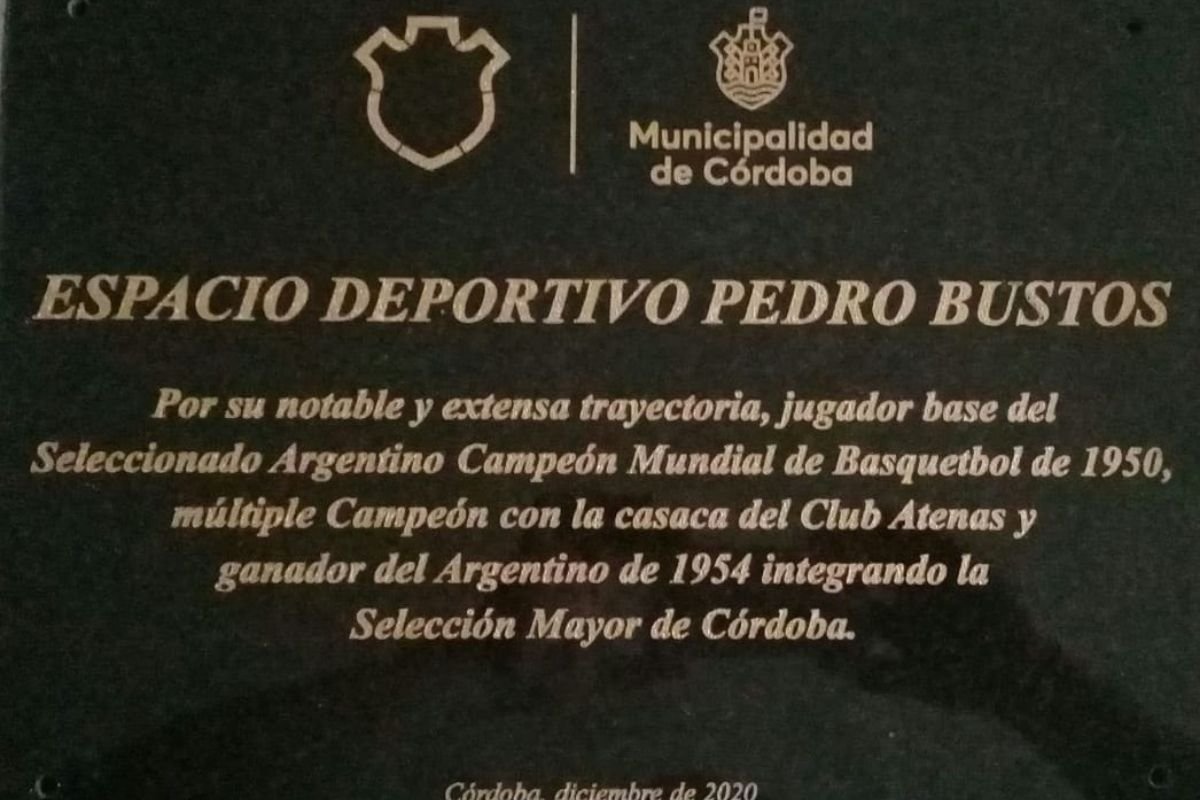 Municipalidad
de Córdoba
ESPACIO DEPORTIVO PEDRO BUSTOS
Por su notable y extensa trayectoria, jugador base del
Seleccionado Argentino Campeón Mundial de Basquetbol de 1950,
múltiple Campeón con la casaca del Club Atenas y
ganador del Argentino de 1954 integrando la
Selección Mayor de Córdoba.
Córdoba, diciembre de 2020